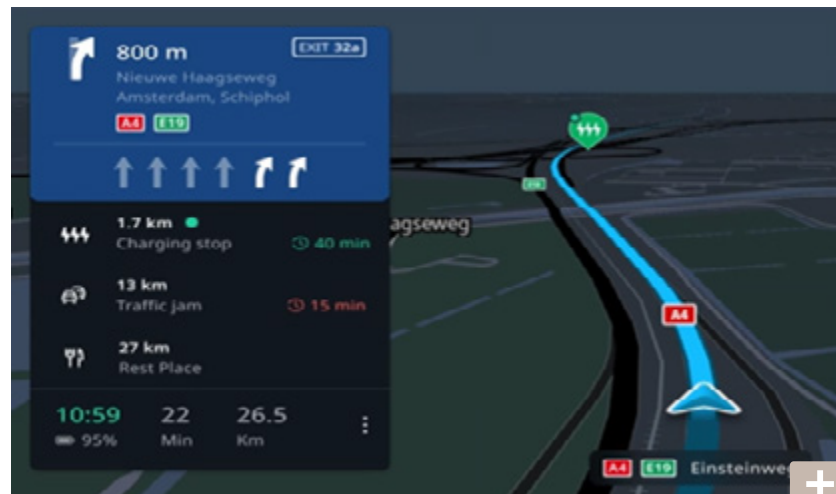 800 m
EXIT 32a
Nieuwe Haagseweg
Amsterdam, Schiphol
A4 E19
1.7 km
Charging stop
40 min
13 km
Traffic jam
15 min
27 km
Rest Place
10:59 22 26.5
95% Min Km
agseweg
A4
A4 E19 Einsteinwe